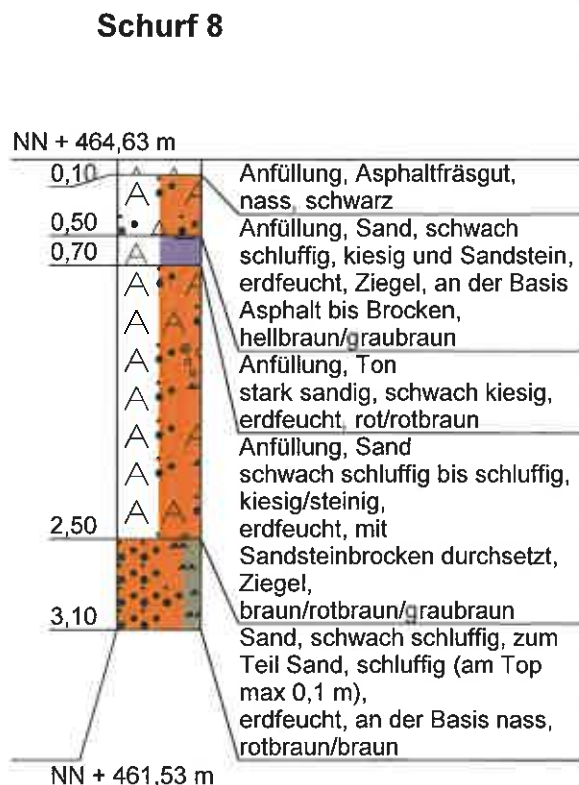 Schurf 8
NN + 464,63 m
0,10
Anfüllung, Asphaltfräsgut,
nass, schwarz
0,50
Anfüllung, Sand, schwach
schluffig, kiesig und Sandstein,
erdfeucht, Ziegel, an der Basis
Asphalt bis Brocken,
hellbraun/graubraun
0,70
Anfüllung, Ton
stark sandig, schwach kiesig,
erdfeucht, rot/rotbraun
Anfüllung, Sand
schwach schluffig bis schluffig,
kiesig/steinig,
erdfeucht, mit
Sandsteinbrocken durchsetzt,
Ziegel,
braun/rotbraun/graubraun
2,50
3,10
Sand, schwach schluffig, zum
Teil Sand, schluffig (am Top
max 0,1 m),
erdfeucht, an der Basis nass,
rotbraun/braun
NN + 461,53 m